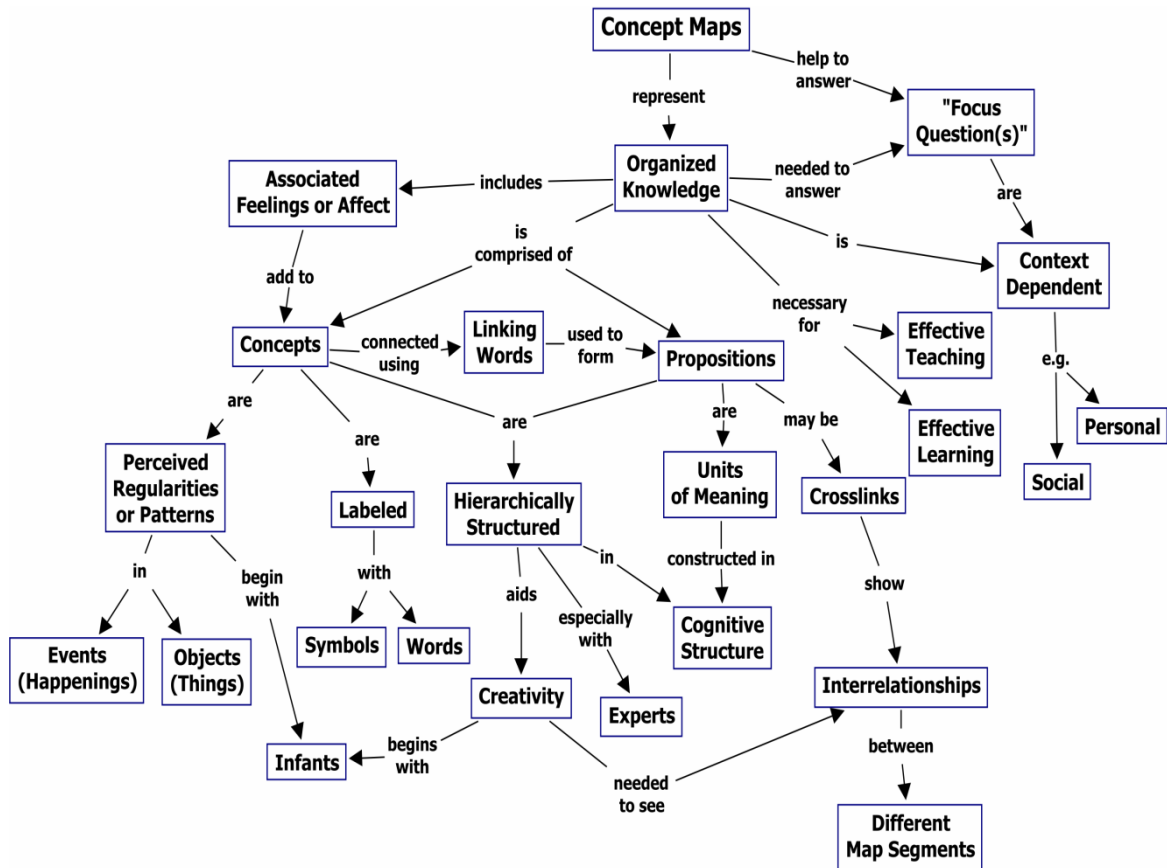 Concept Maps
help to
answer
represent
"Focus
Question(s)"
Organized
Knowledge
needed to
answer
includes
Associated
Feelings or Affect
are
is
comprised of
is
Context
Dependent
add to
necessary
for
Linking
Words
Effective
Teaching
Concepts
connected
using
used to
form
Propositions
e.g.
are
are
are
are
may be
Effective
Learning
Personal
Perceived
Regularities
or Patterns
Labeled
Hierarchically
Structured
Units
of Meaning
Crosslinks
Social
in
begin
with
with
aids
in
constructed in
show
especially
with
Events
(Happenings)
Objects
(Things)
Symbols
Words
Cognitive
Structure
Creativity
Experts
Interrelationships
Infants
begins
with
needed
to see
between
Different
Map Segments